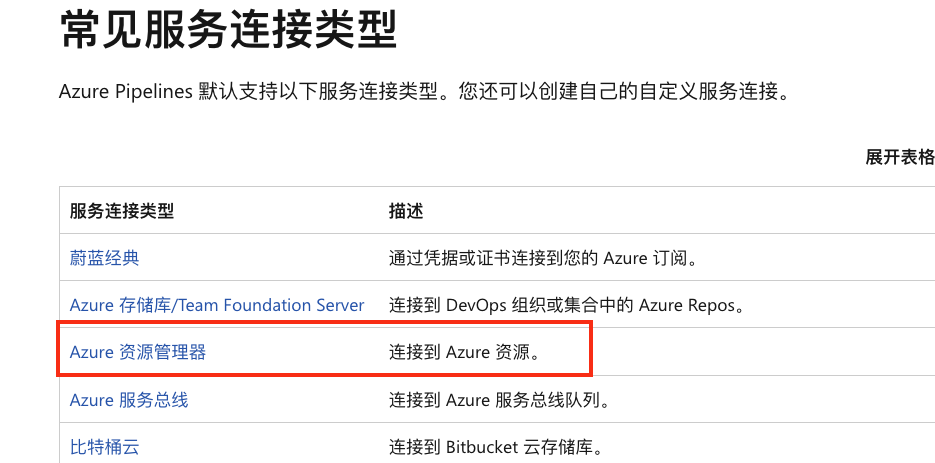 常见服务连接类型
Azure Pipelines 默认支持以下服务连接类型。您还可以创建自己的自定义服务连接。
展开表格
服务连接类型 描述
蔚蓝经典 通过凭据或证书连接到您的 Azure 订阅。
Azure 存储库/Team Foundation Server 连接到 DevOps 组织或集合中的 Azure Repos。
Azure 资源管理器 连接到 Azure 资源。
Azure 服务总线 连接到 Azure 服务总线队列。
比特桶云 连接到 Bitbucket 云存储库。